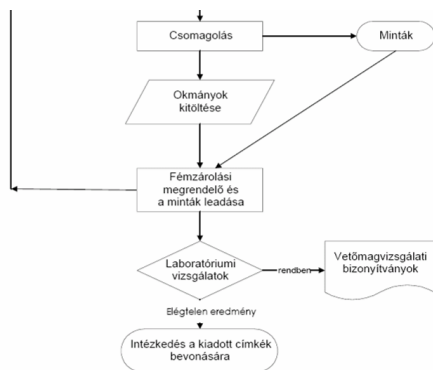 Csomagolás
Minták
Okmányok
kitöltése
Fémzárolási
megrendelő és
a minták leadása
Laboratóriumi
vizsgálatok
rendben
Vetőmagvizsgálati
bizonyítványok
Elégtelen eredmény
Intézkedés a kiadott címkék
bevonására